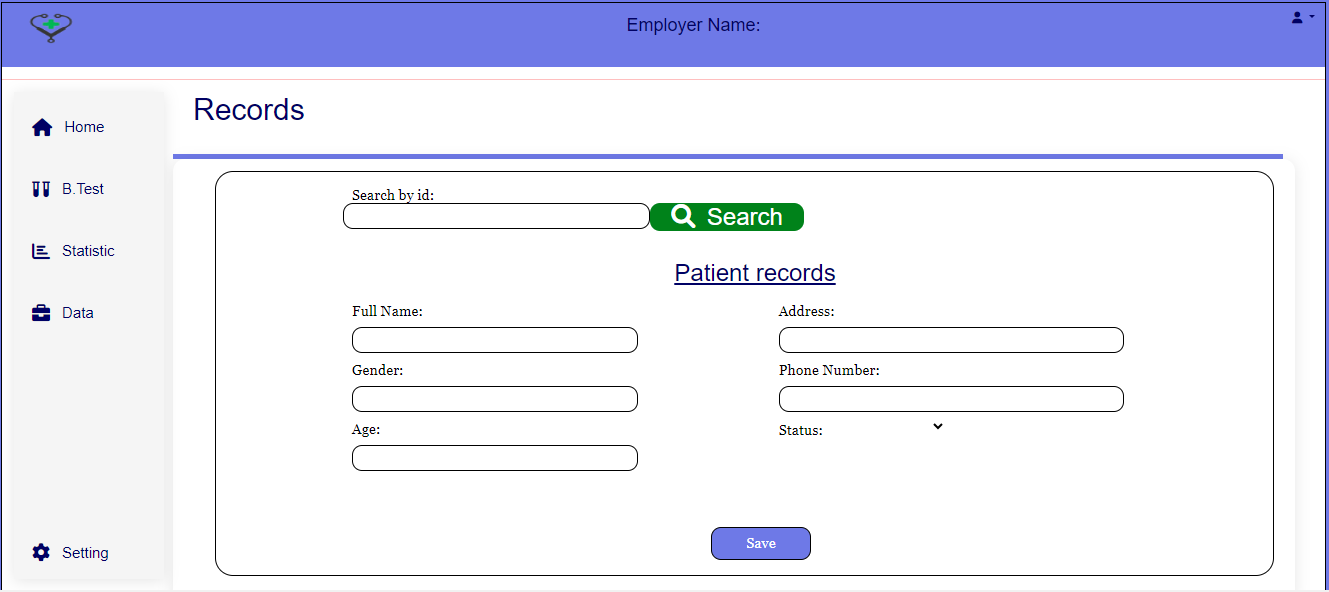 Employer Name:
Records
Home
B.Test
Statistic
Data
Setting
Search by id:
Search
Patient records
Full Name:
Address:
Gender:
Phone Number:
Age:
Status:
Save